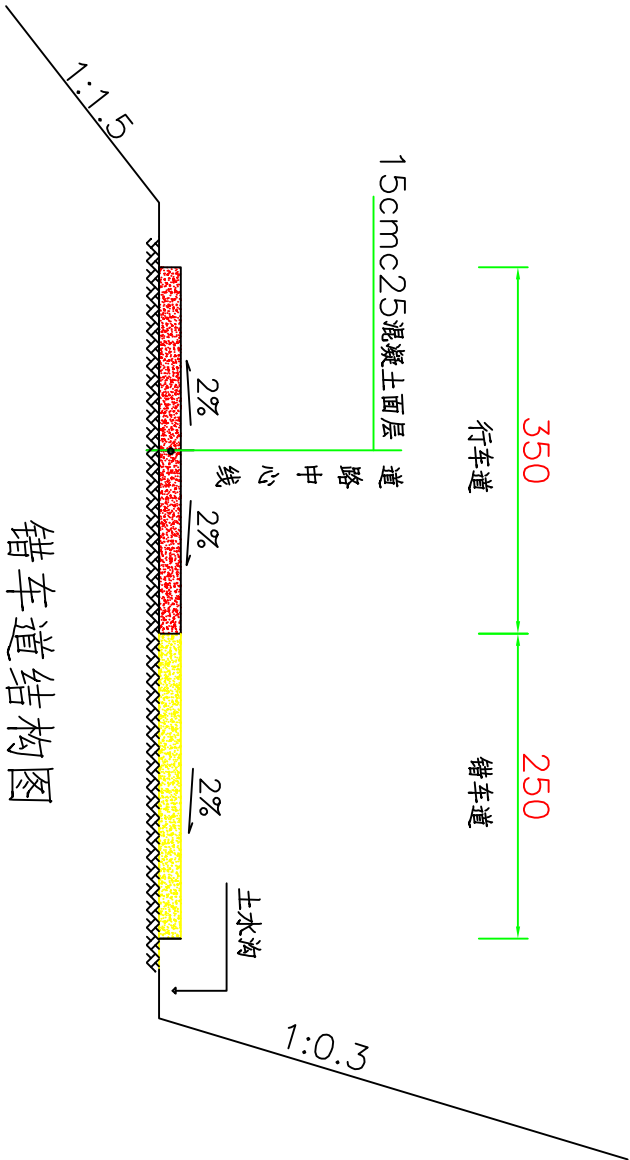 350
250
行车道
错车道
15cmc25混凝土面层
道路中心线
2%
2%
2%
土水沟
1:1.5
1:0.3
错车道结构图